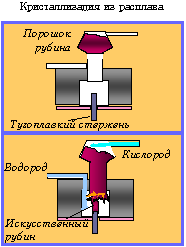 Кристаллизация из расплава
Порошок
рубина
Тугоплавкий стержень
Водород
Кислород
Искусственный
рубин